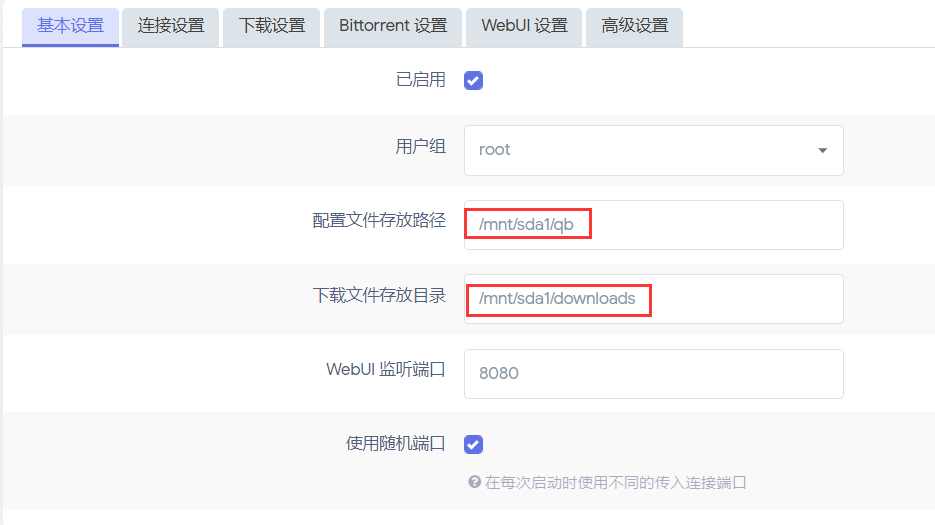 基本设置 连接设置 下载设置 Bittorrent 设置 WebUI 设置 高级设置
已启用
用户组 root
配置文件存放路径 /mnt/sda1/qb
下载文件存放目录 /mnt/sda1/downloads
WebUI 监听端口 8080
使用随机端口
在每次启动时使用不同的传入连接端口